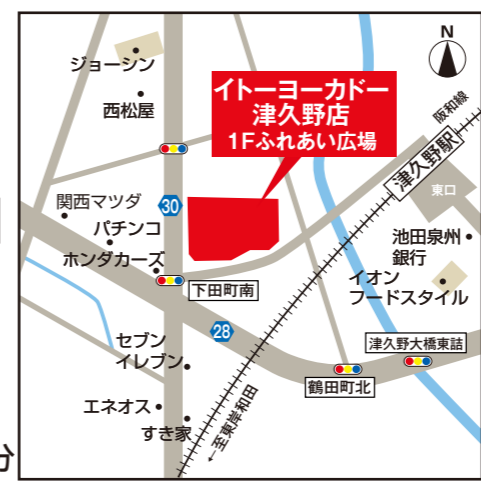 N
ジョーシン
西松屋
イトーヨーカドー
津久野店
1Fふれあい広場
阪和線
津久野駅
東口
関西マツダ
30
パチンコ
ホンダカーズ
池田泉州
銀行
イオン
フードスタイル
下田町南
28
セブン
イレブン
津久野大橋東詰
鶴田町北
エネオス
すき家
←至東岸和田
分